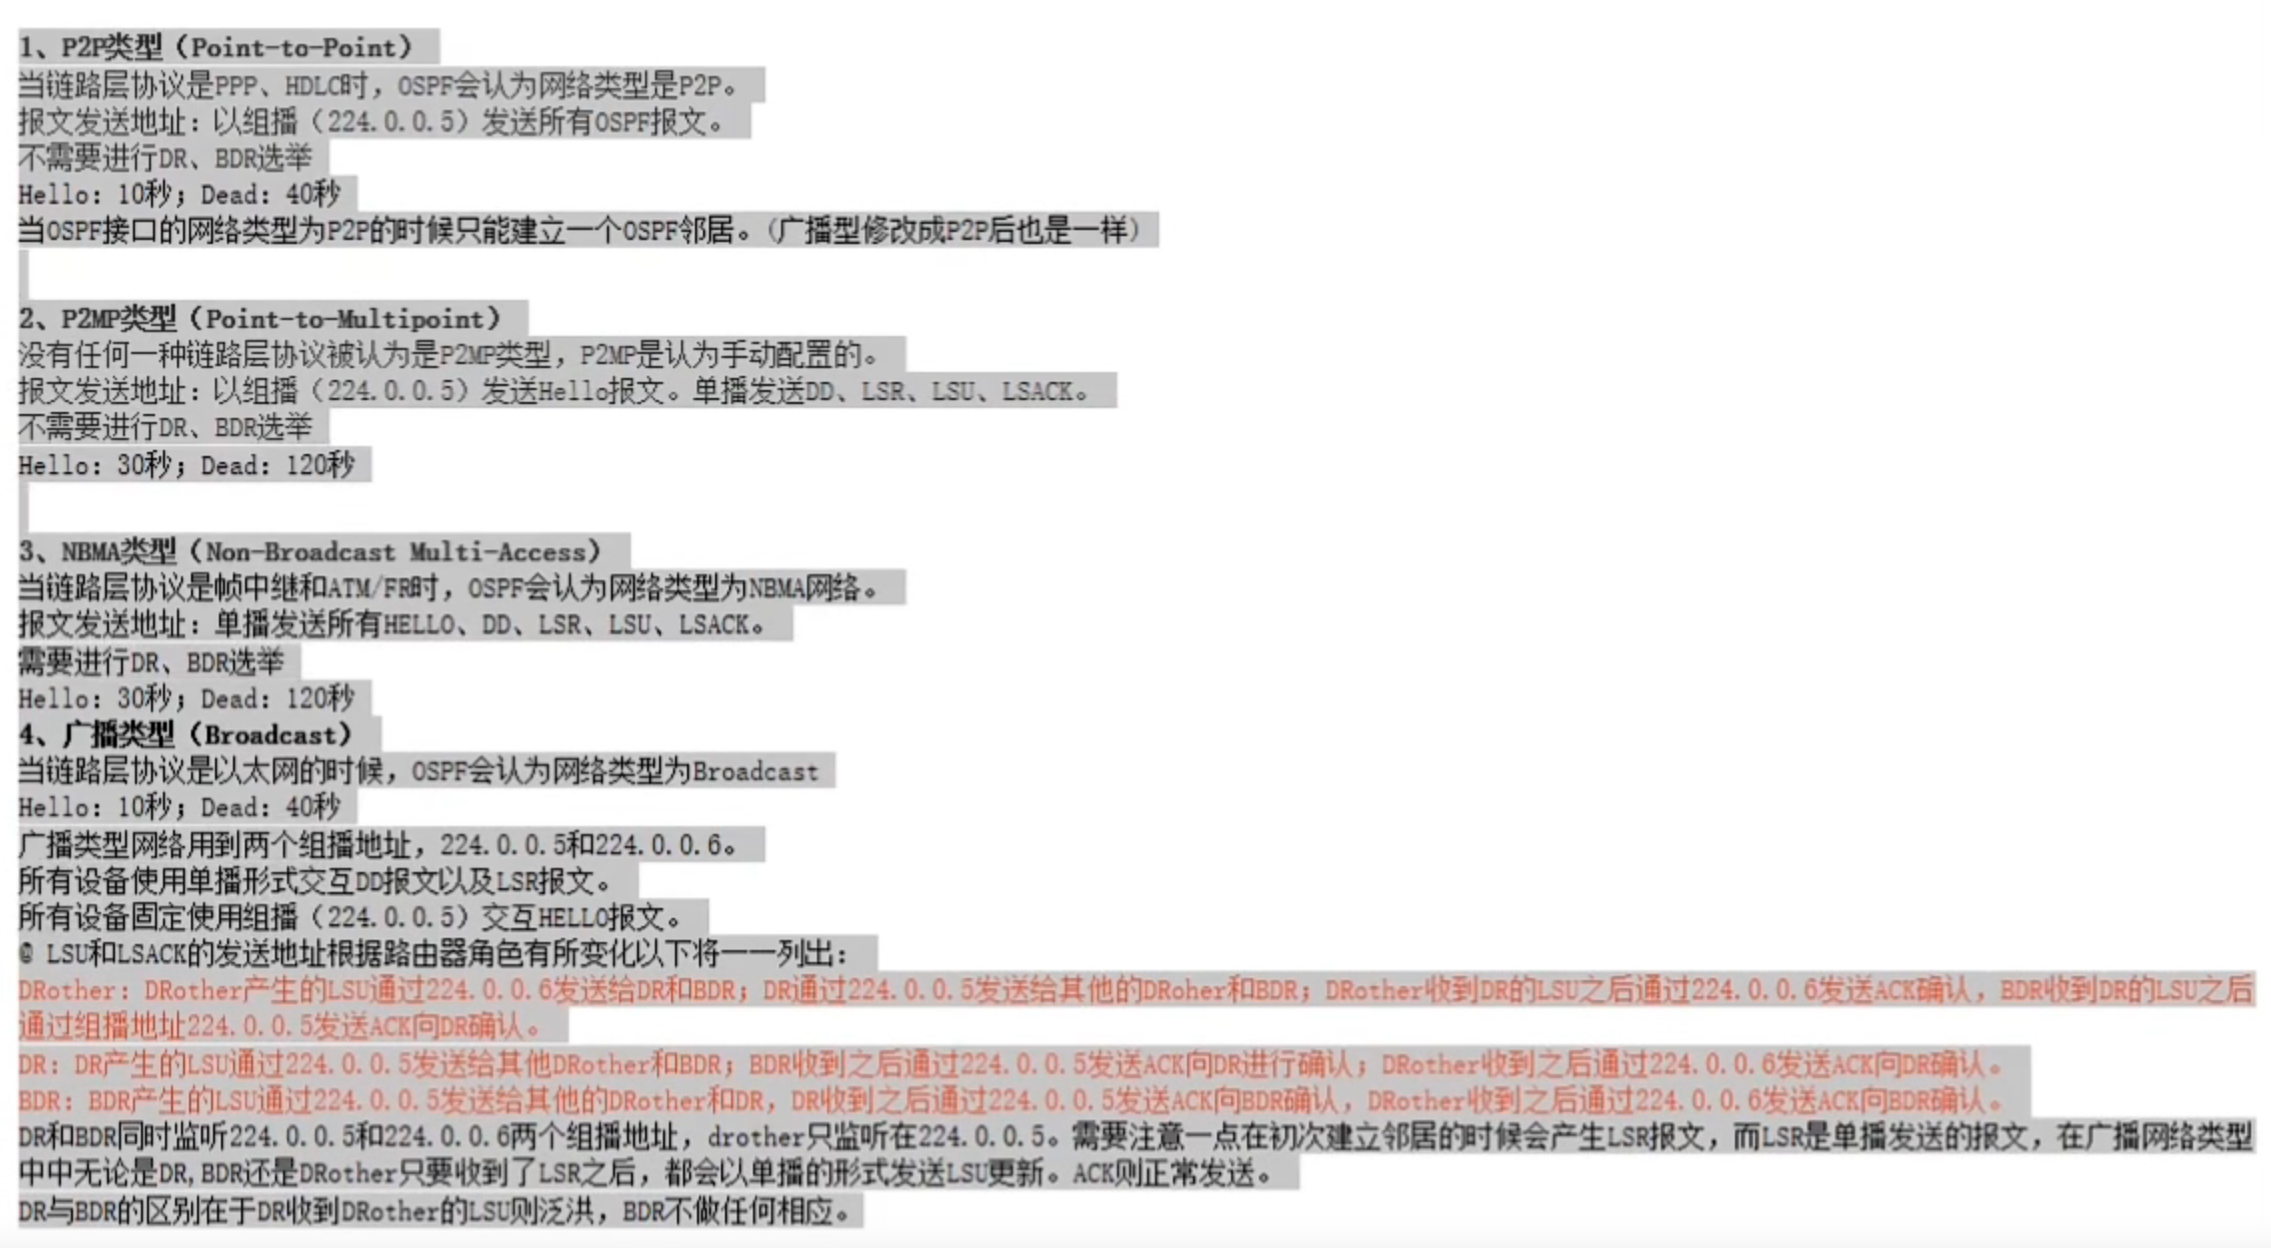 1、P2P类型（Point-to-Point）
当链路层协议是PPP、HDLC时，OSPF会认为网络类型是P2P。
报文发送地址：以组播（224.0.0.5）发送所有OSPF报文。
不需要进行DR、BDR选举
Hello：10秒；Dead：40秒
当OSPF接口的网络类型为P2P的时候只能建立一个OSPF邻居。（广播型修改成P2P后也是一样）
2、P2MP类型（Point-to-Multipoint）
没有任何一种链路层协议被认为是P2MP类型，P2MP是认为手动配置的。
报文发送地址：以组播（224.0.0.5）发送Hello报文。单播发送DD、LSR、LSU、LSACK。
不需要进行DR、BDR选举
Hello：30秒；Dead：120秒
3、NBMA类型（Non-Broadcast Multi-Access）
当链路层协议是帧中继和ATM/FR时，OSPF会认为网络类型为NBMA网络。
报文发送地址：单播发送所有HELLO、DD、LSR、LSU、LSACK。
需要进行DR、BDR选举
Hello：30秒；Dead：120秒
4、广播类型（Broadcast）
当链路层协议是以太网的时候，OSPF会认为网络类型为Broadcast
Hello：10秒；Dead：40秒
广播类型网络用到两个组播地址，224.0.0.5和224.0.0.6。
所有设备使用单播形式交互DD报文以及LSR报文。
所有设备固定使用组播（224.0.0.5）交互HELLO报文。
@ LSU和LSACK的发送地址根据路由器角色有所变化以下将一一列出：
DRother：DRother产生的LSU通过224.0.0.6发送给DR和BDR；DR通过224.0.0.5发送给其他的DRoher和BDR；DRother收到DR的LSU之后通过224.0.0.6发送ACK确认，BDR收到DR的LSU之后
通过组播地址224.0.0.5发送ACK向DR确认。
DR：DR产生的LSU通过224.0.0.5发送给其他DRother和BDR；BDR收到之后通过224.0.0.5发送ACK向DR进行确认；DRother收到之后通过224.0.0.6发送ACK向DR确认。
BDR：BDR产生的LSU通过224.0.0.5发送给其他的DRother和DR，DR收到之后通过224.0.0.5发送ACK向BDR确认，DRother收到之后通过224.0.0.6发送ACK向BDR确认。
DR和BDR同时监听224.0.0.5和224.0.0.6两个组播地址，drother只监听在224.0.0.5。需要注意一点在初次建立邻居的时候会产生LSR报文，而LSR是单播发送的报文，在广播网络类型
中中无论是DR,BDR还是DRother只要收到了LSR之后，都会以单播的形式发送LSU更新。ACK则正常发送。
DR与BDR的区别在于DR收到DRother的LSU则泛洪，BDR不做任何相应。